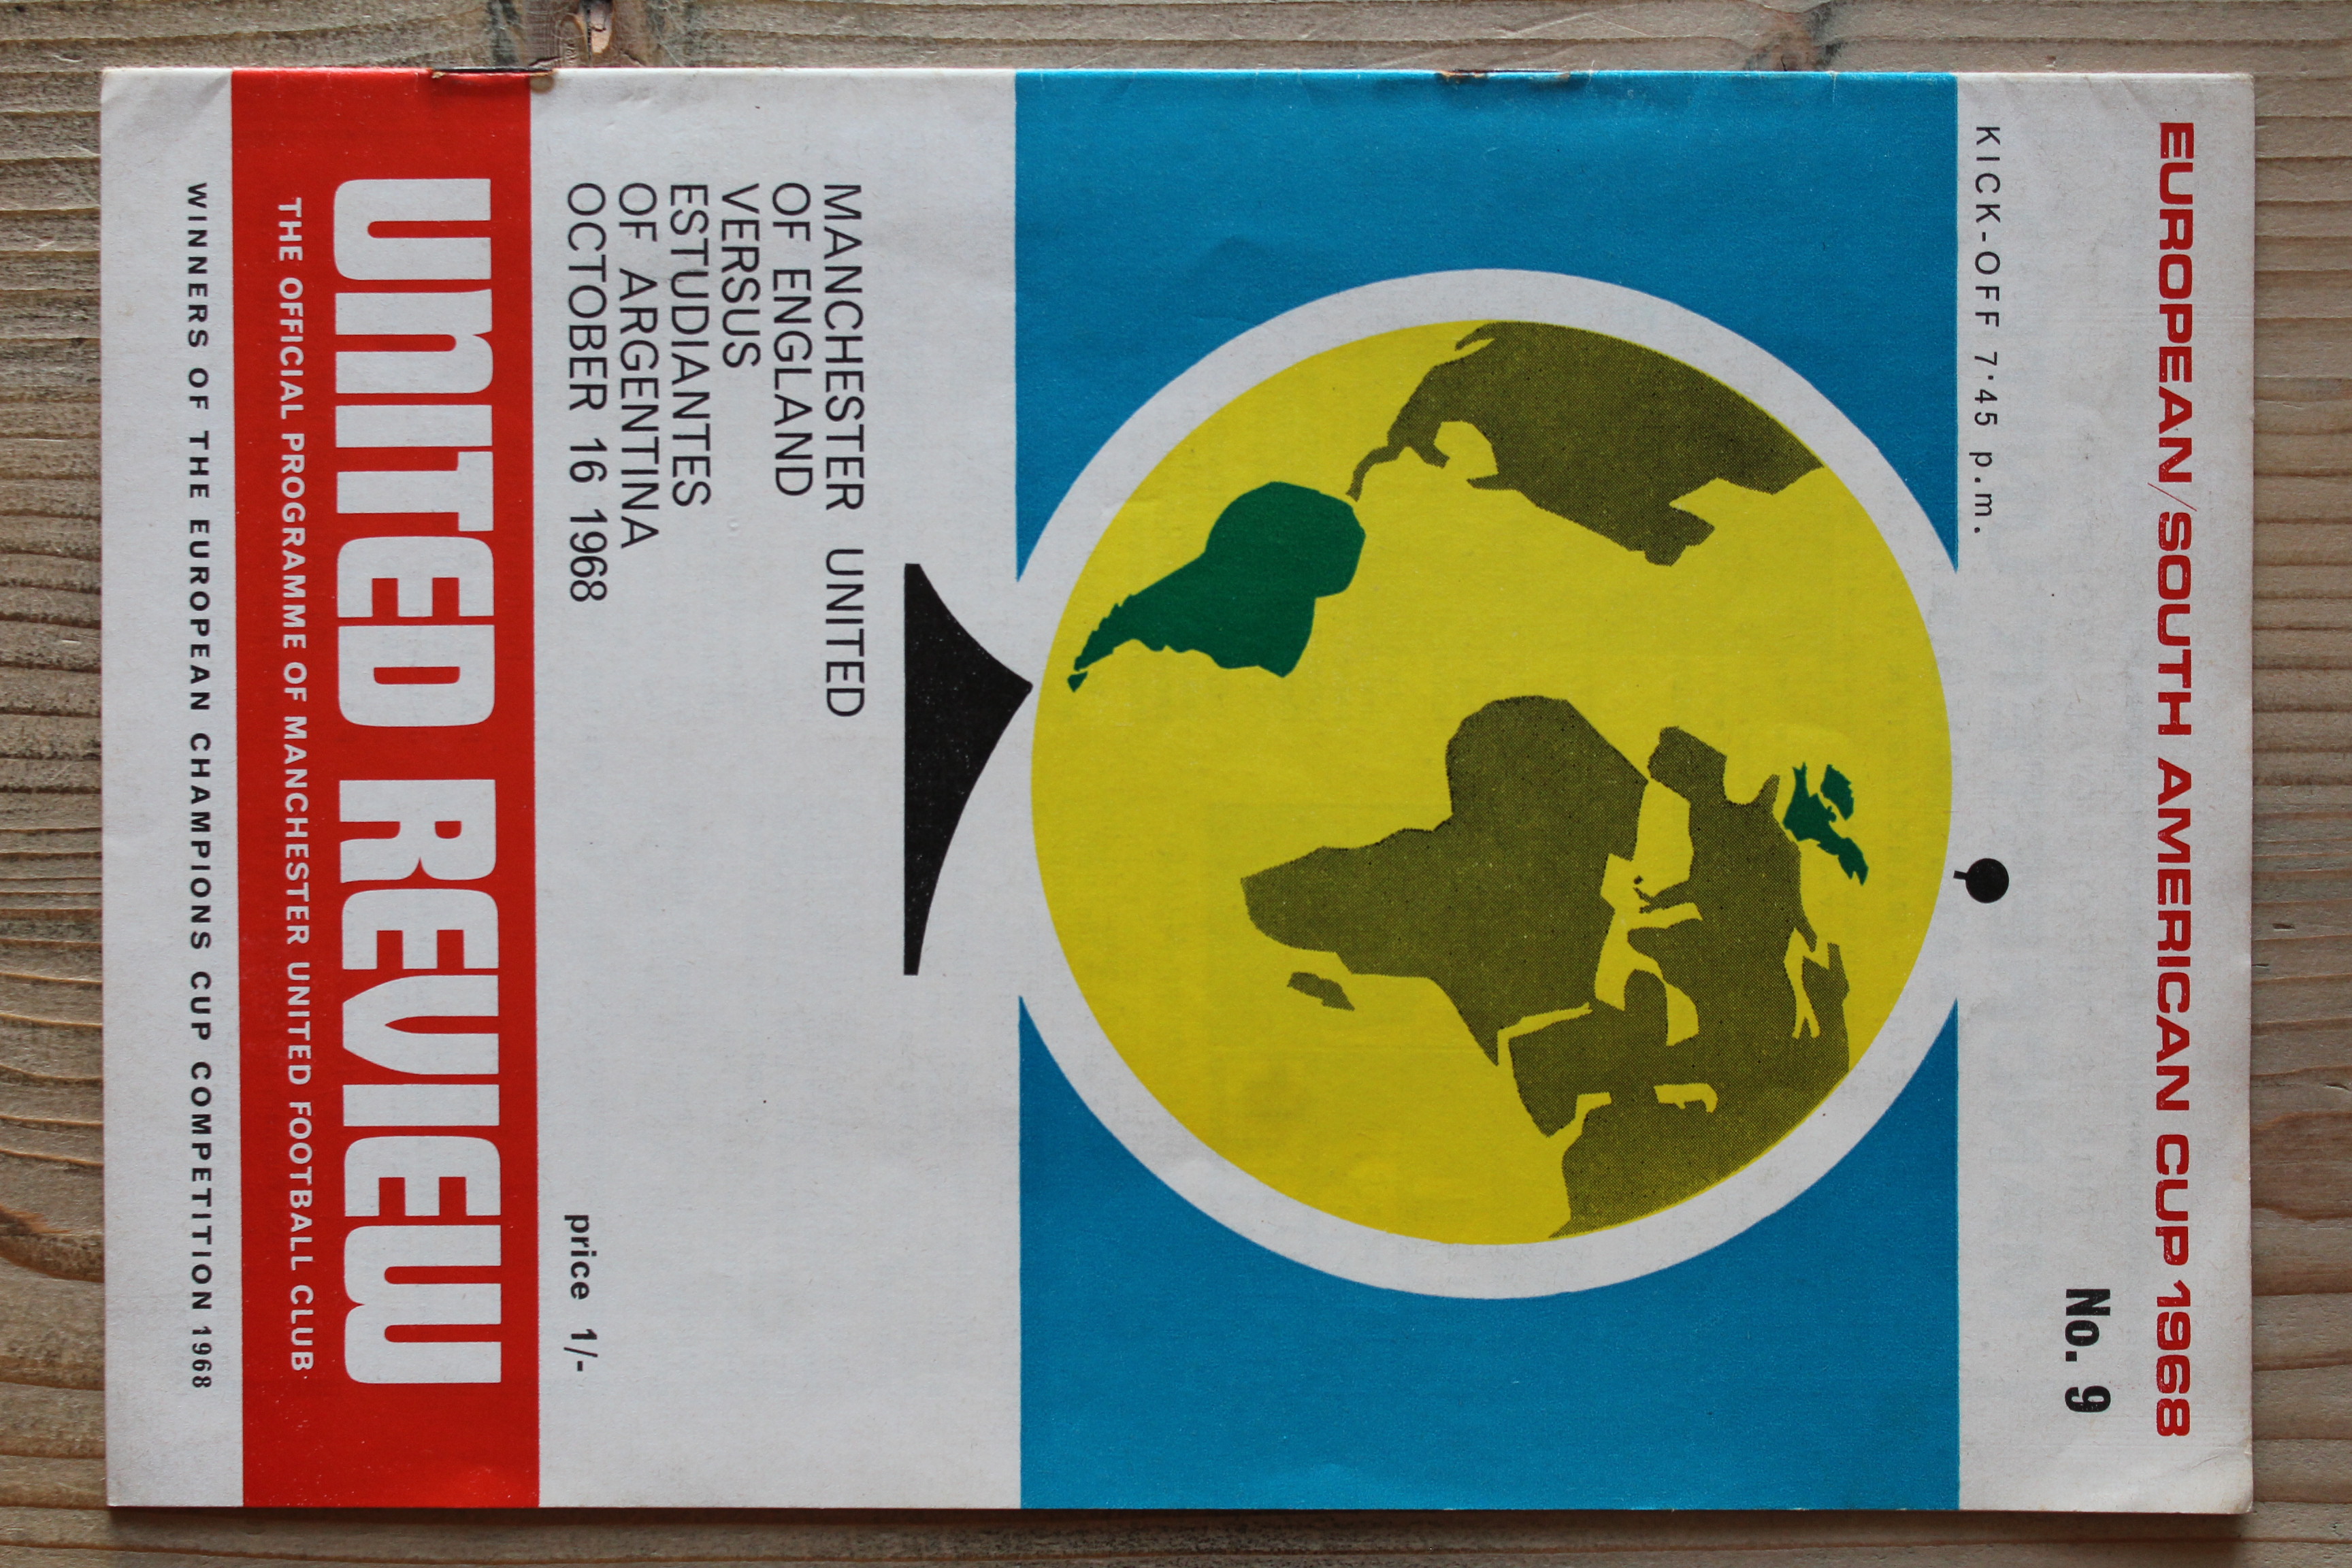 EUROPEAN/SOUTH AMERICAN CUP 1968
No. 9
KICK-OFF 7·45 p.m.
MANCHESTER UNITED
OF ENGLAND
VERSUS
ESTUDIANTES
OF ARGENTINA
OCTOBER 16 1968
price 1/-
UNITED REVIEW
THE OFFICIAL PROGRAMME OF MANCHESTER UNITED FOOTBALL CLUB
WINNERS OF THE EUROPEAN CHAMPIONS CUP COMPETITION 1968